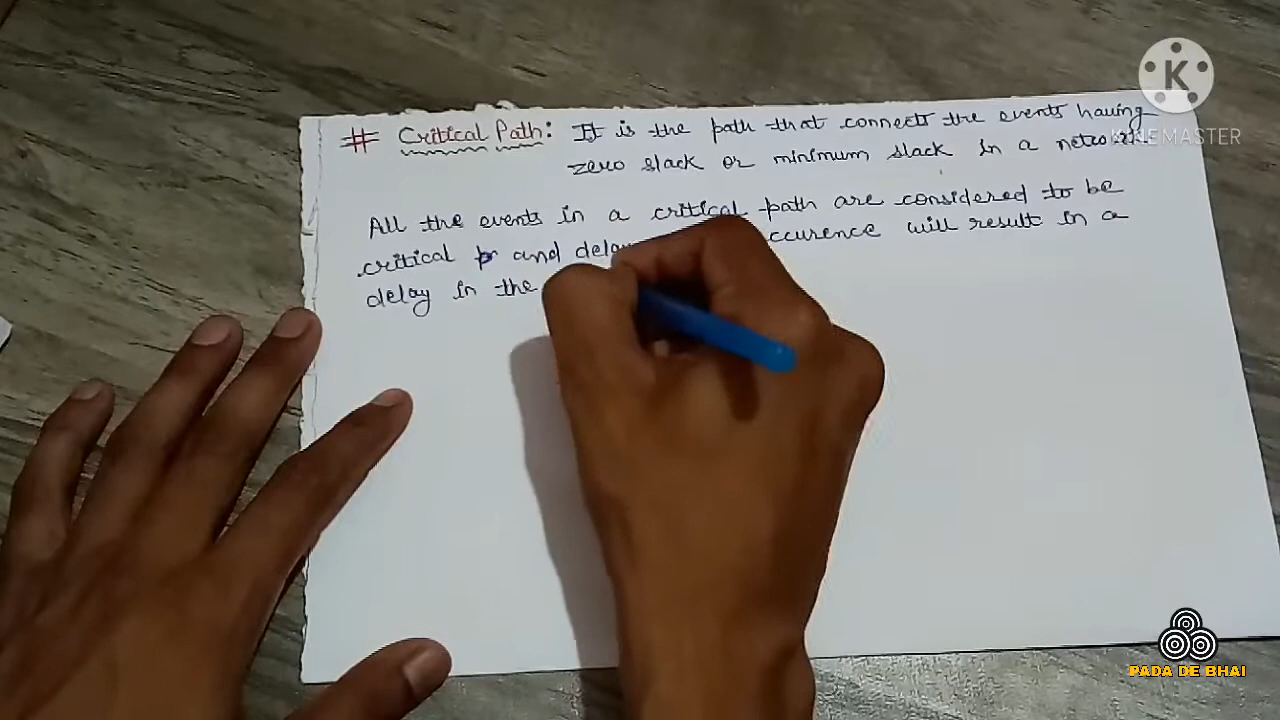 # Critical Path: It is the path that connects the events having
zero slack or minimum slack in a network
All the events in a critical path are considered to be
critical and delay ccurence will result in a
delay in the
K
KINEMASTER
PADA DE BHAI